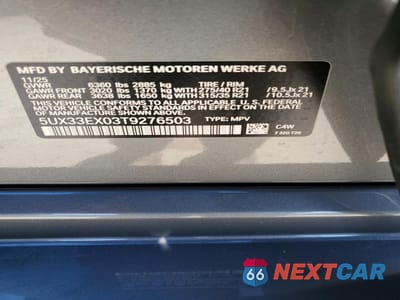 MFD BY BAYERISCHE MOTOREN WERKE AG
11/25
GVWR 6360 lbs 2885 kg TIRE / RIM
GAWR FRONT 3020 lbs 1370 kg 275/40 R21 /9.5Jx21
GAWR REAR 3638 lbs 1650 kg 315/35 R21 /10.5Jx21
THIS VEHICLE CONFORMS TO ALL APPLICABLE U.S. FEDERAL
MOTOR VEHICLE SAFETY STANDARDS IN EFFECT
ON THE DATE OF MANUFACTURE SHOWN ABOVE.
5UX33EX03T9276503 TYPE: MPV C4W
66 NEXTCAR